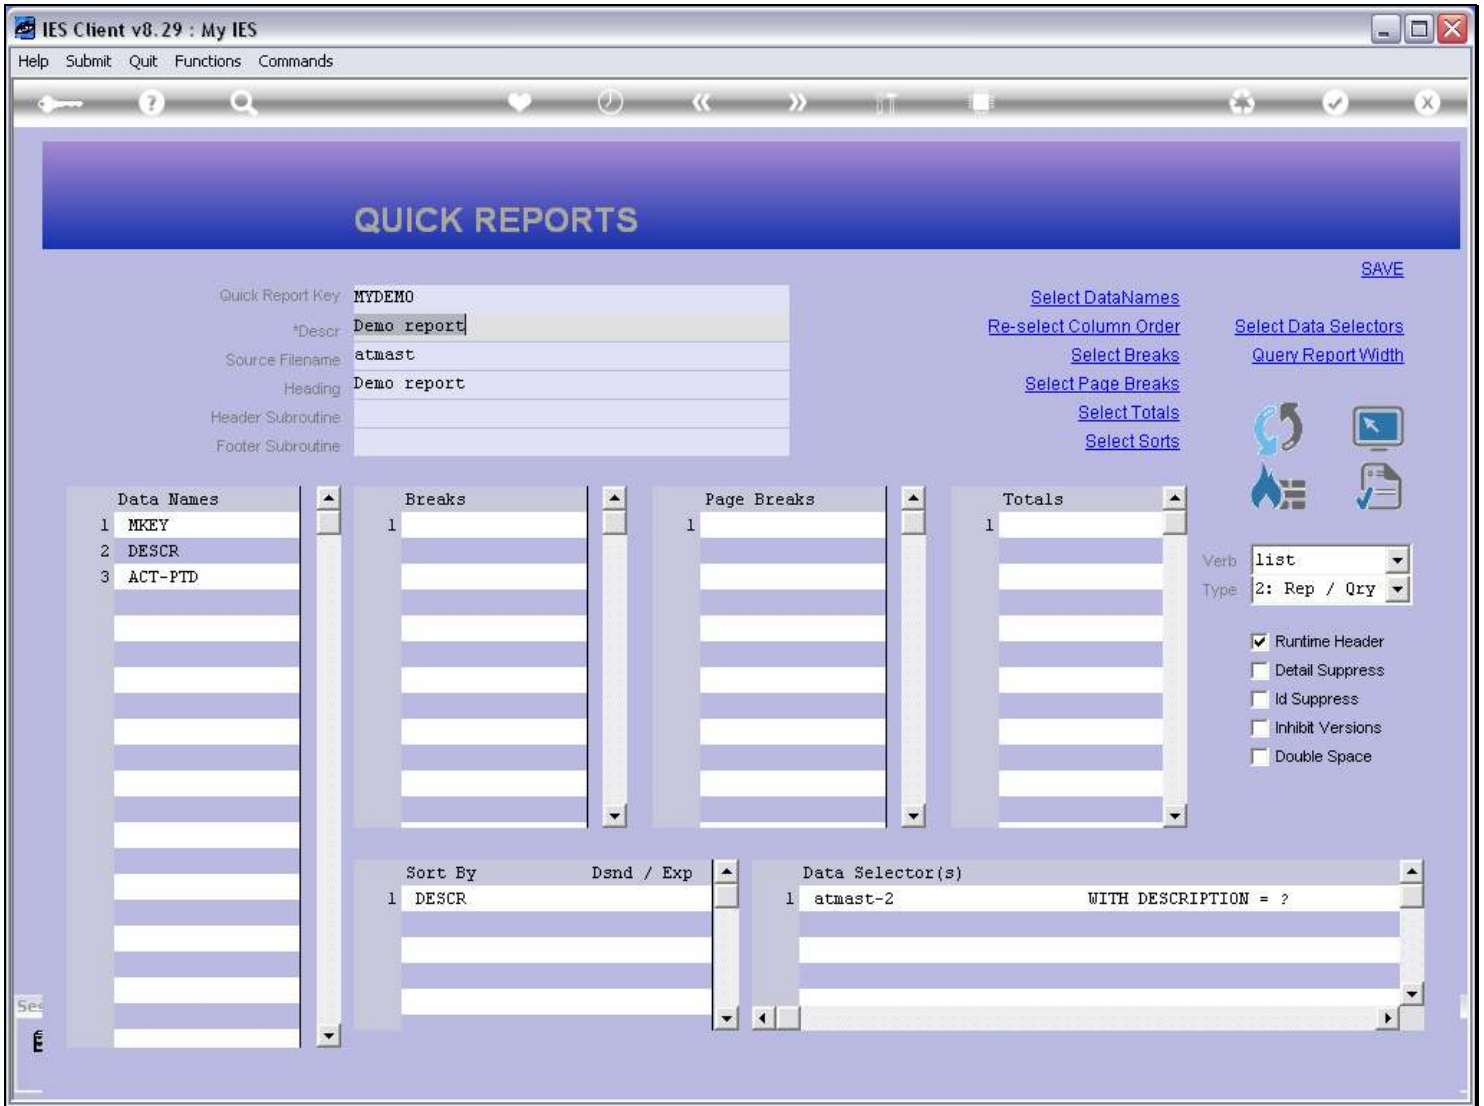 IES Client v8.29 : My IES
Help Submit Quit Functions Commands
QUICK REPORTS
SAVE
Quick Report Key MYDEMO
Select DataNames
*Descr Demo report
Re-select Column Order
Select Data Selectors
Source Filename atmast
Select Breaks
Query Report Width
Heading Demo report
Select Page Breaks
Header Subroutine
Select Totals
Footer Subroutine
Select Sorts
Data Names
1 MKEY
2 DESCR
3 ACT-PTD
Breaks
1
Page Breaks
1
Totals
1
Verb list
Type 2: Rep / Qry
Runtime Header
Detail Suppress
Id Suppress
Inhibit Versions
Double Space
Sort By Dsnd / Exp
1 DESCR
Data Selector(s)
1 atmast-2 WITH DESCRIPTION = ?